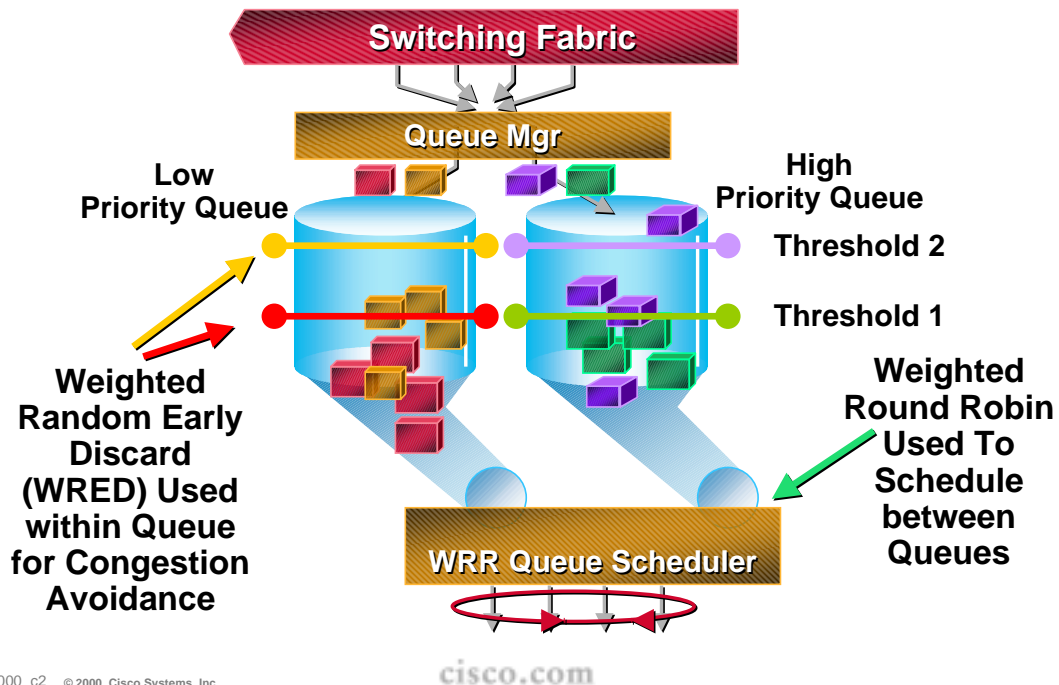 Switching Fabric
Queue Mgr
Low
Priority Queue
High
Priority Queue
Threshold 2
Threshold 1
Weighted
Random Early
Discard
(WRED) Used
within Queue
for Congestion
Avoidance
Weighted
Round Robin
Used To
Schedule
between
Queues
WRR Queue Scheduler
000_c2 © 2000, Cisco Systems, Inc.
cisco.com